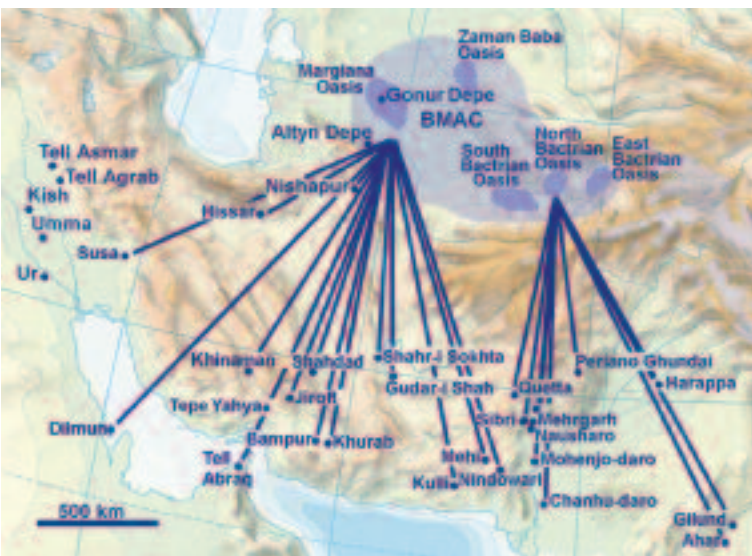 Zaman Baba
Oasis
Margiana
Oasis
Gonur Depe
BMAC
Altyn Depe
North
Bactrian
Oasis
East
Bactrian
Oasis
South
Bactrian
Oasis
Tell Asmar
Tell Agrab
Nishapur
Kish
Hissar
Umma
Susa
Ur
Khinaman
Shahdad
Shahr-i Sokhta
Periano Ghundai
Gudar-i Shah
Quetta
Harappa
Tepe Yahya
Jiroft
Dilmun
Bampur
Khurab
Sibri
Mehrgarh
Nausharo
Tell
Abraq
Mehi
Mohenjo-daro
Kulli
Nindowari
Chanhu-daro
500 km
Gilund
Ahar